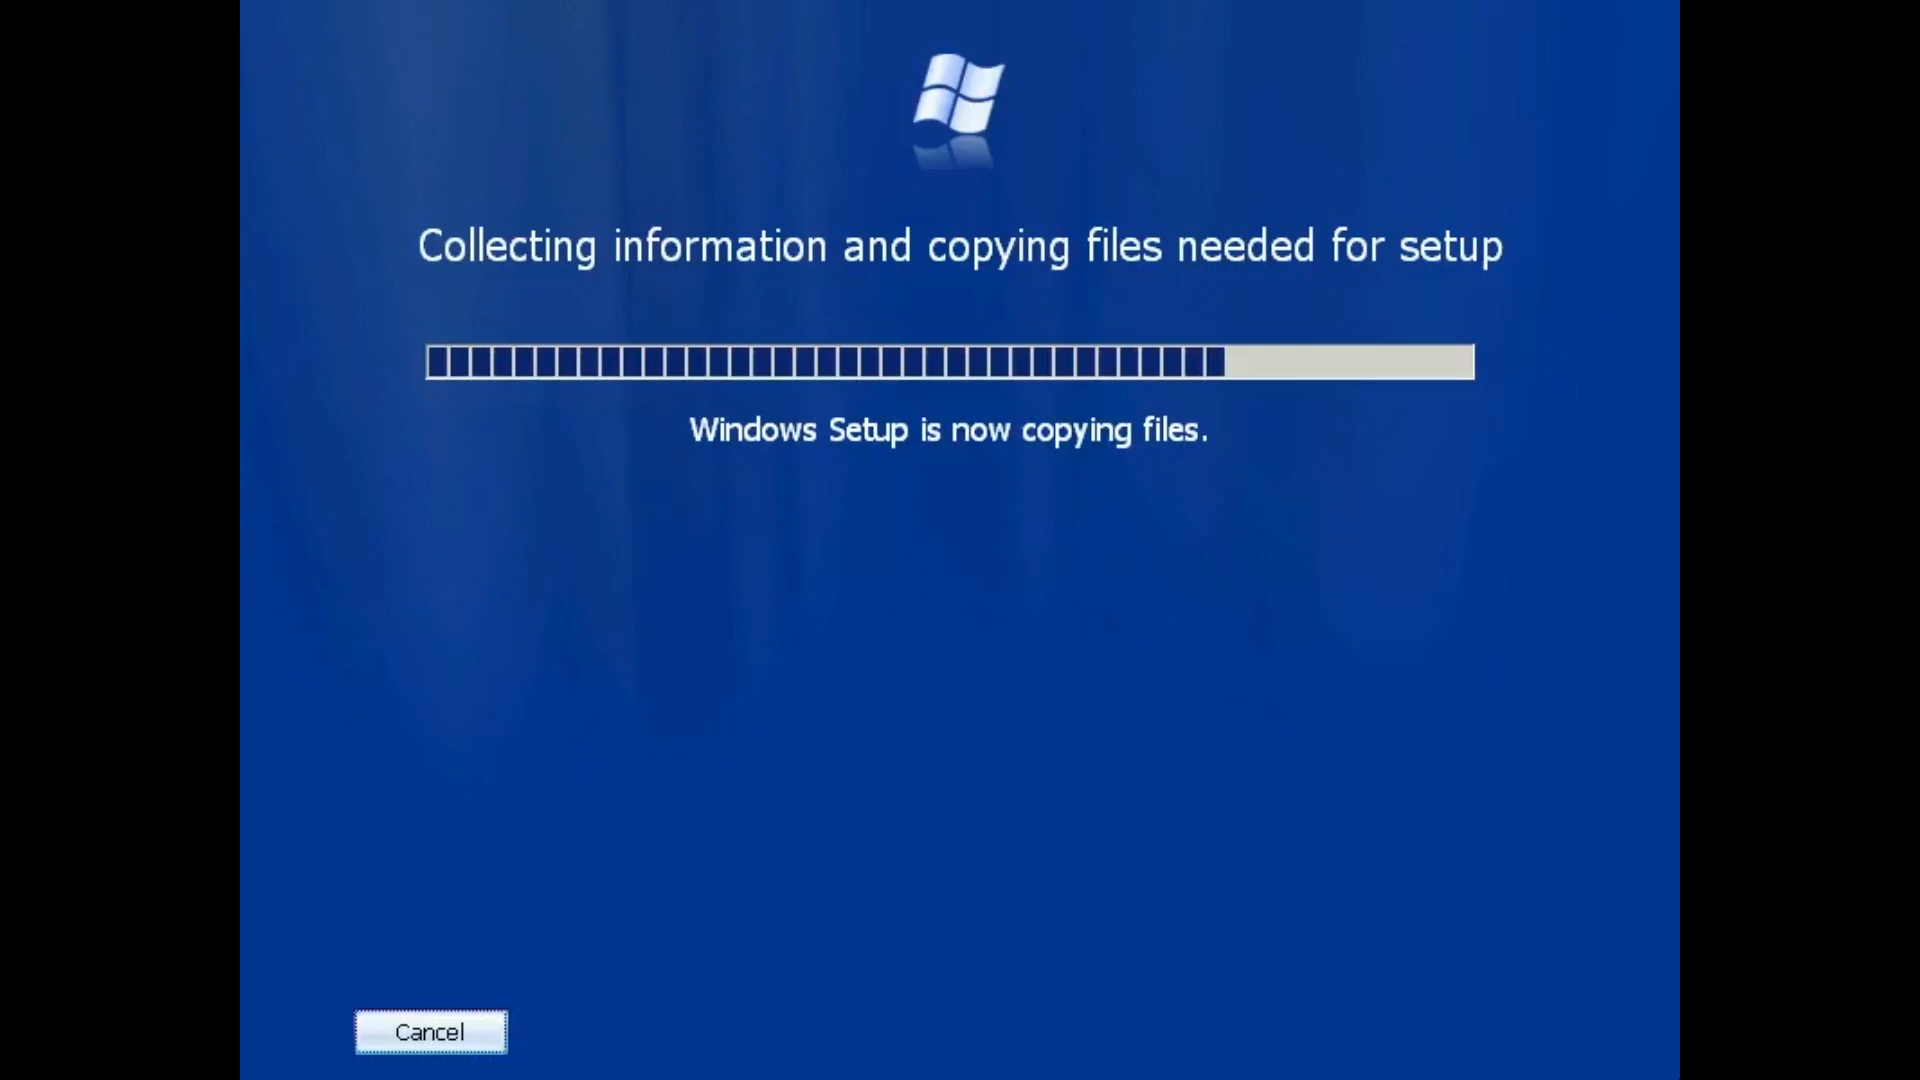 Collecting information and copying files needed for setup
Windows Setup is now copying files.
Cancel